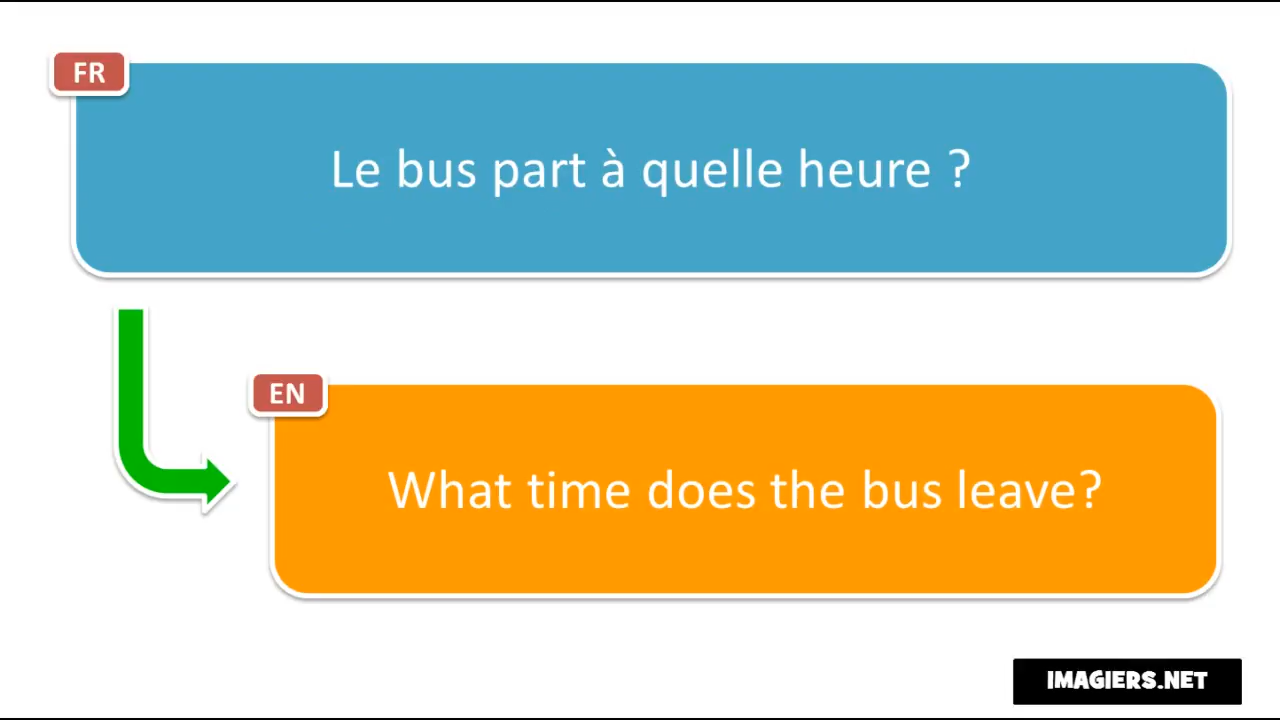 FR
Le bus part à quelle heure ?
EN
What time does the bus leave?
IMAGIERS.NET